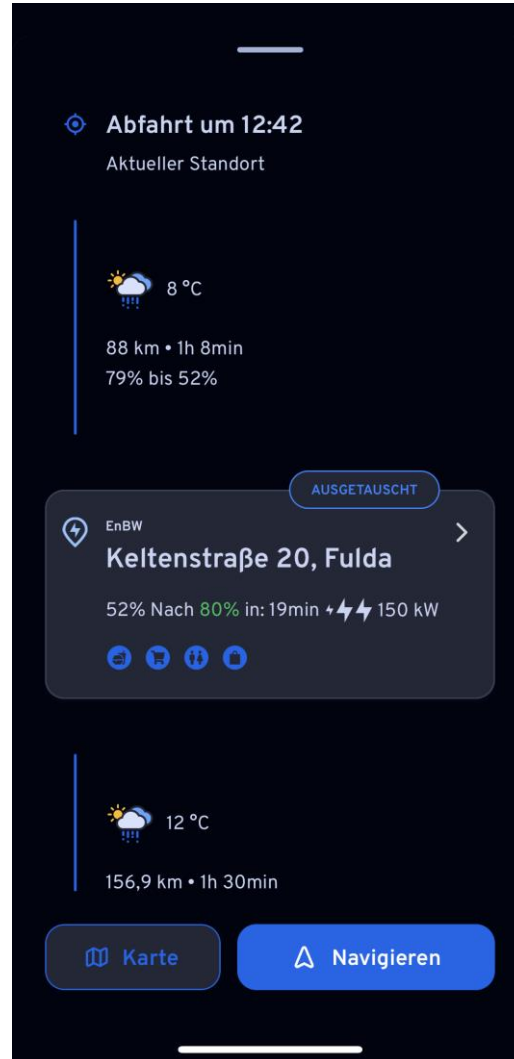 Abfahrt um 12:42
Aktueller Standort
8 °C
88 km • 1h 8min
79% bis 52%
AUSGETAUSCHT
EnBW
Keltenstraße 20, Fulda
52% Nach 80% in: 19min 150 kW
12 °C
156,9 km • 1h 30min
Karte
Navigieren